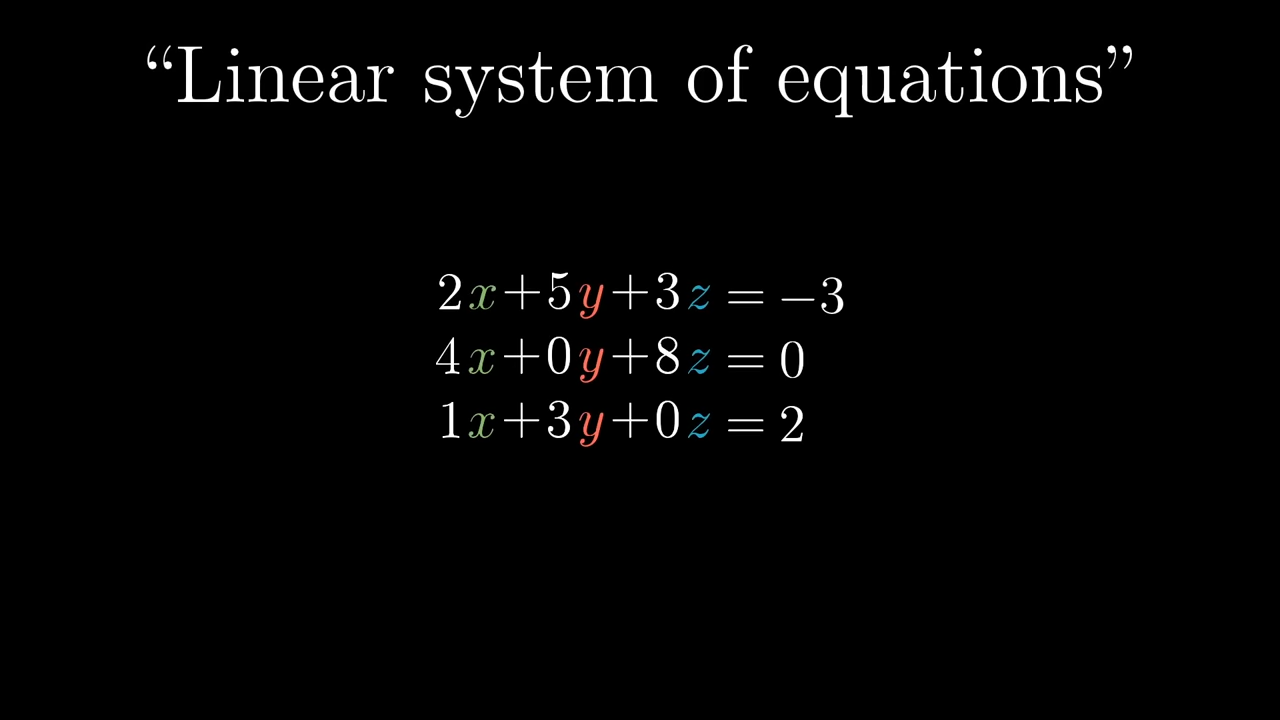 “Linear system of equations”
2x+5y+3z = −3
4x+0y+8z = 0
1x+3y+0z = 2